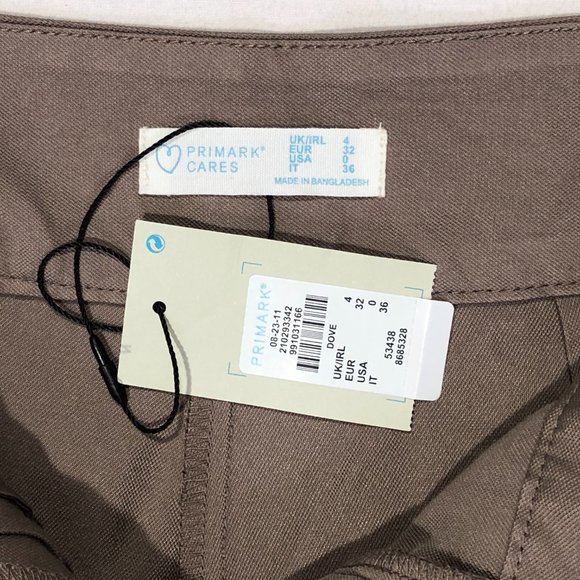 PRIMARK®
CARES
UK/IRL 4
EUR 32
USA 0
IT 36
MADE IN BANGLADESH
PRIMARK®
08-23-11
210293342
991031166
DOVE
UK/IRL 4
EUR 32
USA 0
IT 36
53438
8685328